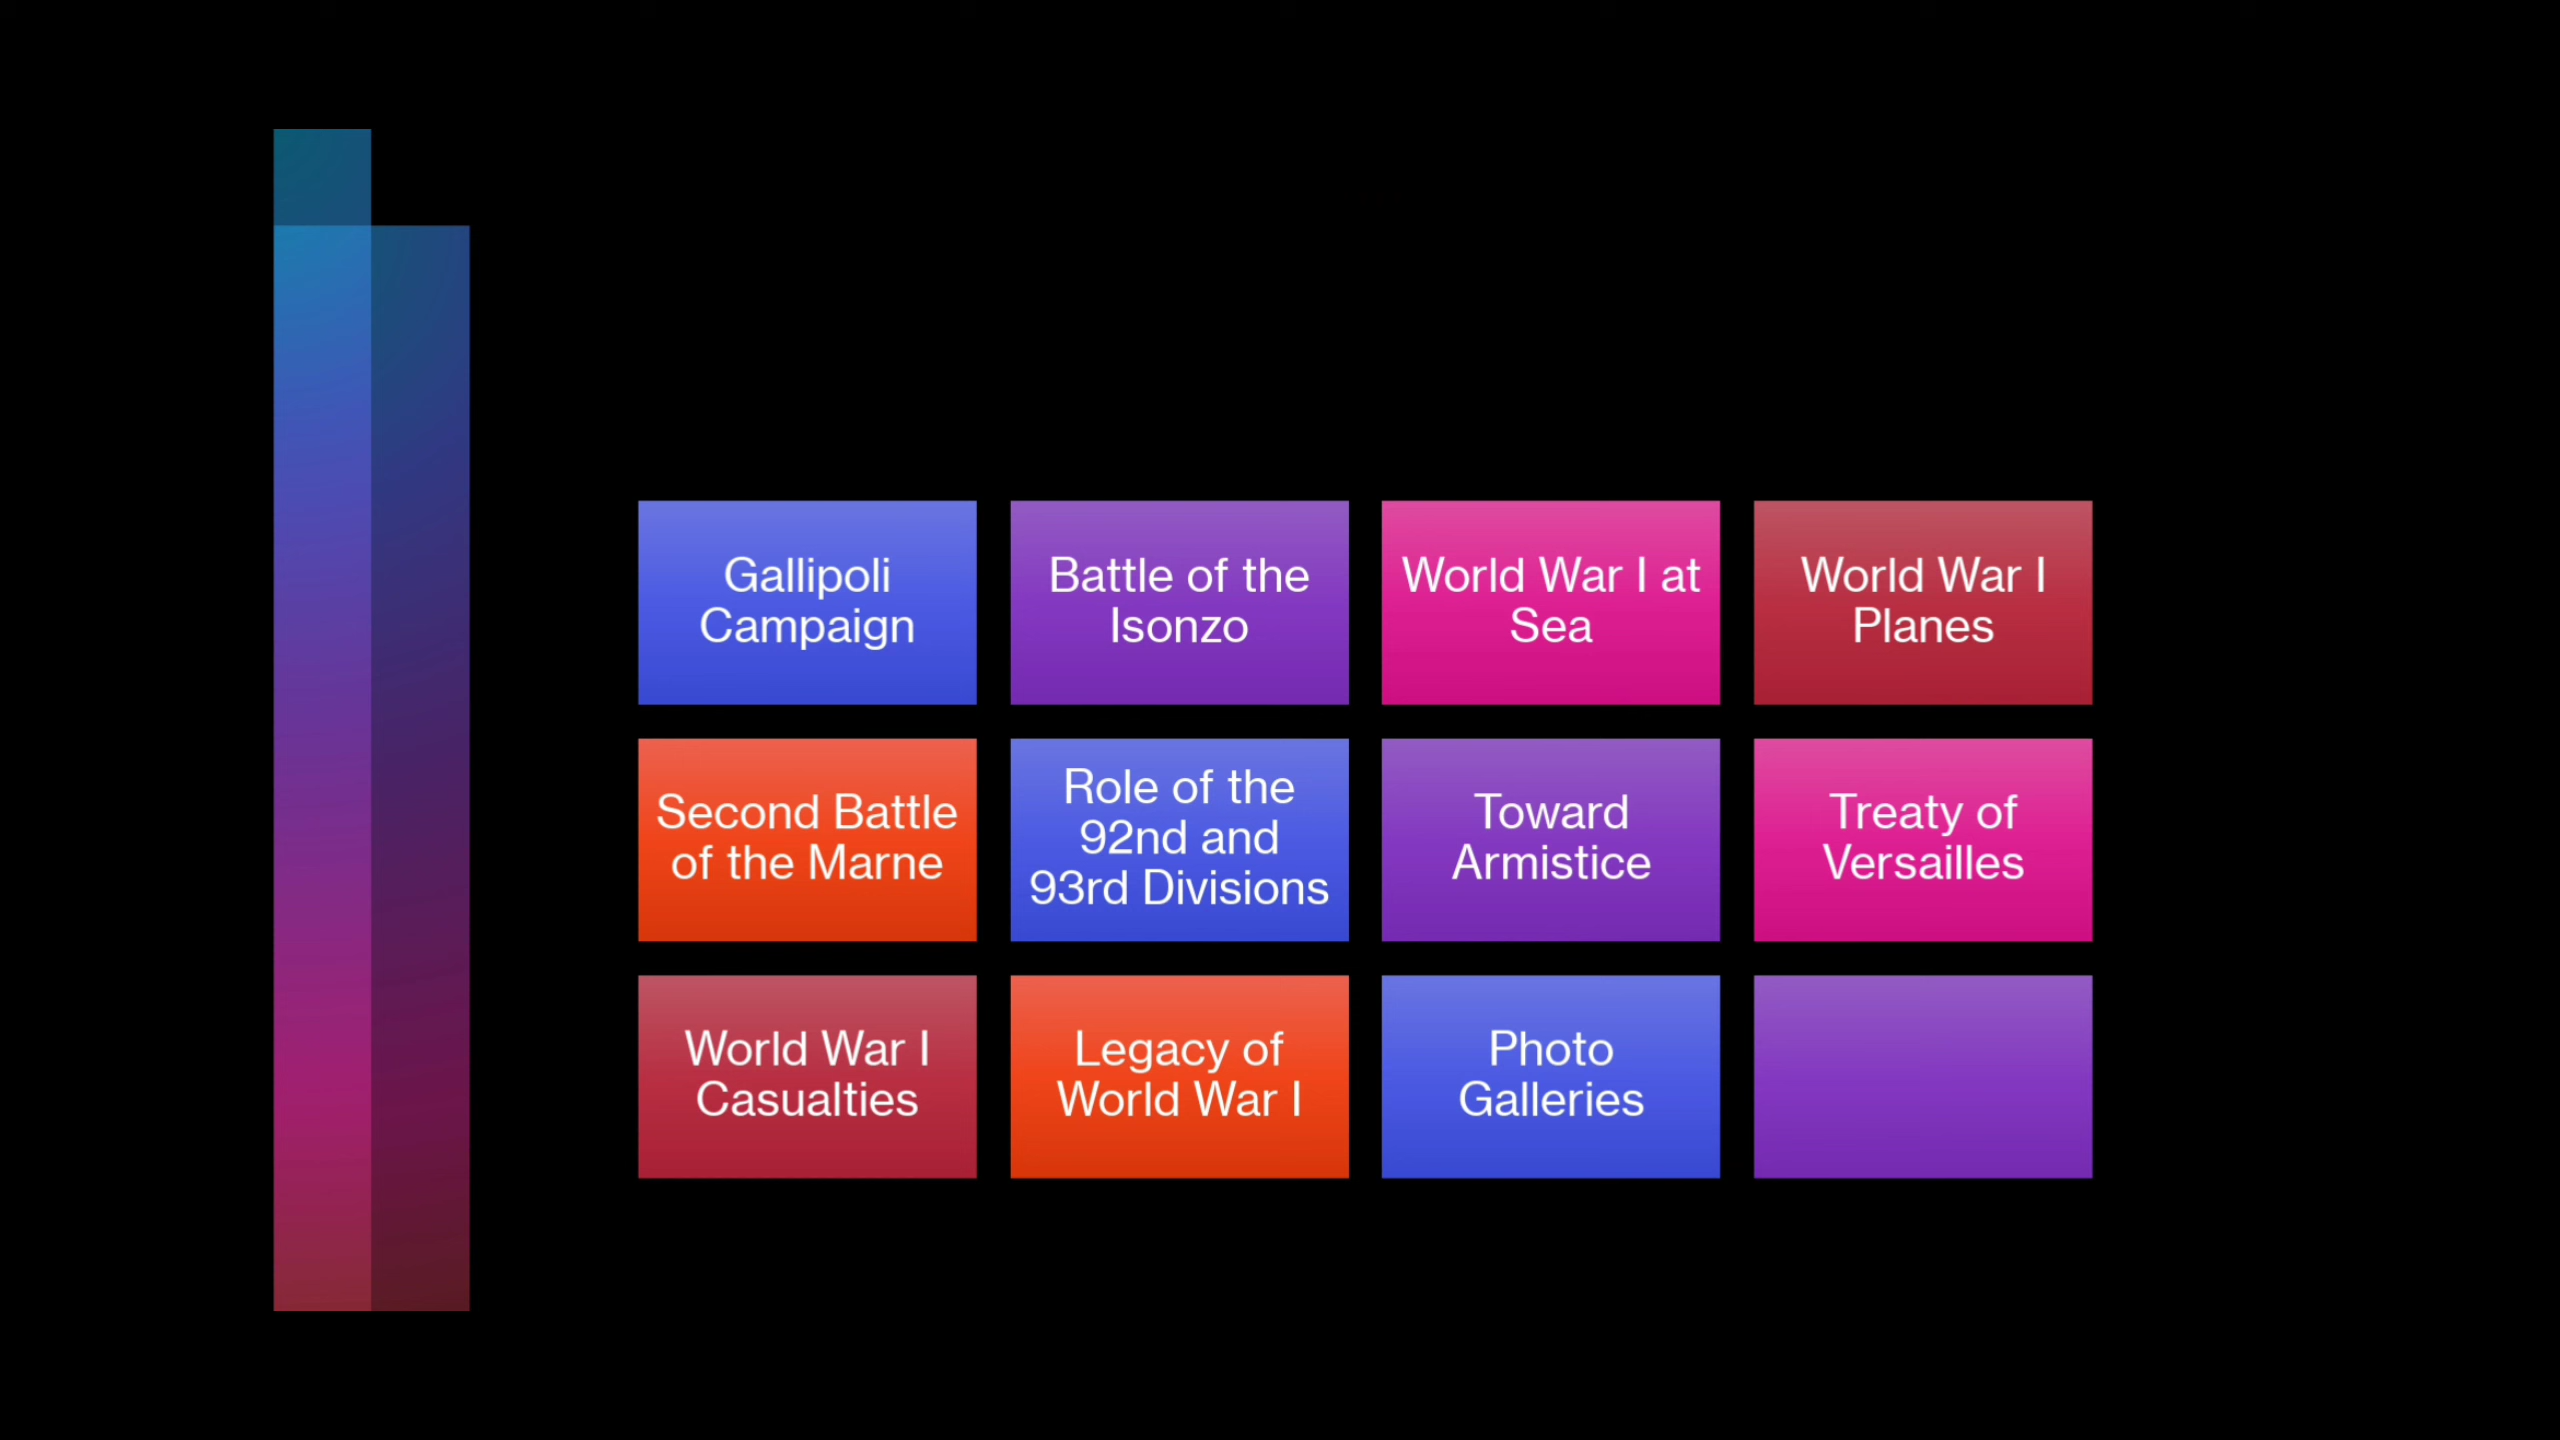 Gallipoli
Campaign
Battle of the
Isonzo
World War I at
Sea
World War I
Planes
Second Battle
of the Marne
Role of the
92nd and
93rd Divisions
Toward
Armistice
Treaty of
Versailles
World War I
Casualties
Legacy of
World War I
Photo
Galleries